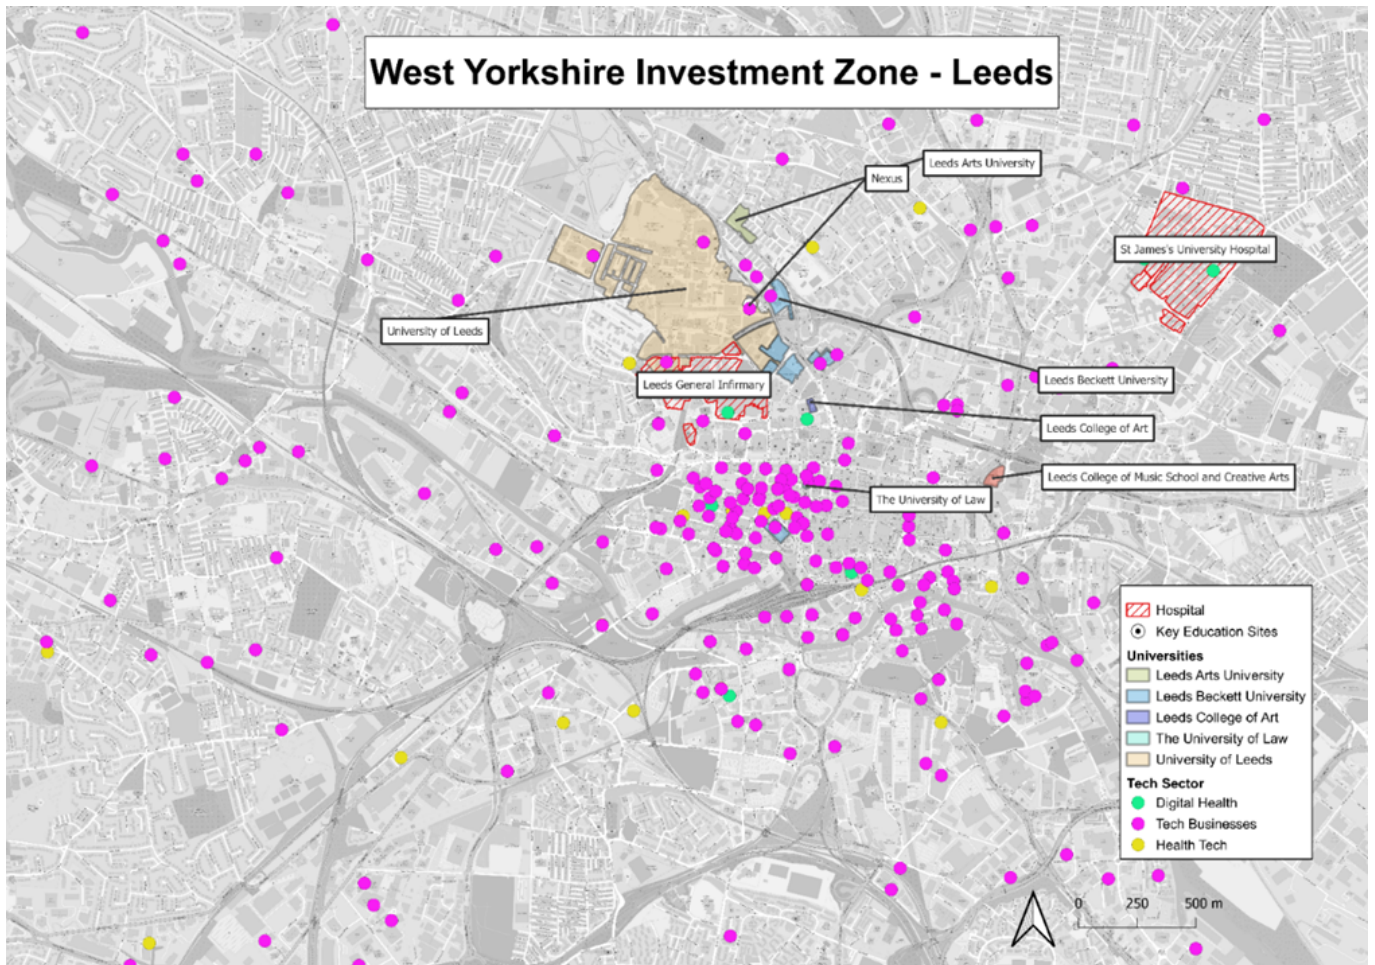 West Yorkshire Investment Zone - Leeds
Leeds Arts University
Nexus
St James's University Hospital
University of Leeds
Leeds General Infirmary
Leeds Beckett University
Leeds College of Art
Leeds College of Music School and Creative Arts
The University of Law
Hospital
Key Education Sites
Universities
Leeds Arts University
Leeds Beckett University
Leeds College of Art
The University of Law
University of Leeds
Tech Sector
Digital Health
Tech Businesses
Health Tech
0 250 500 m